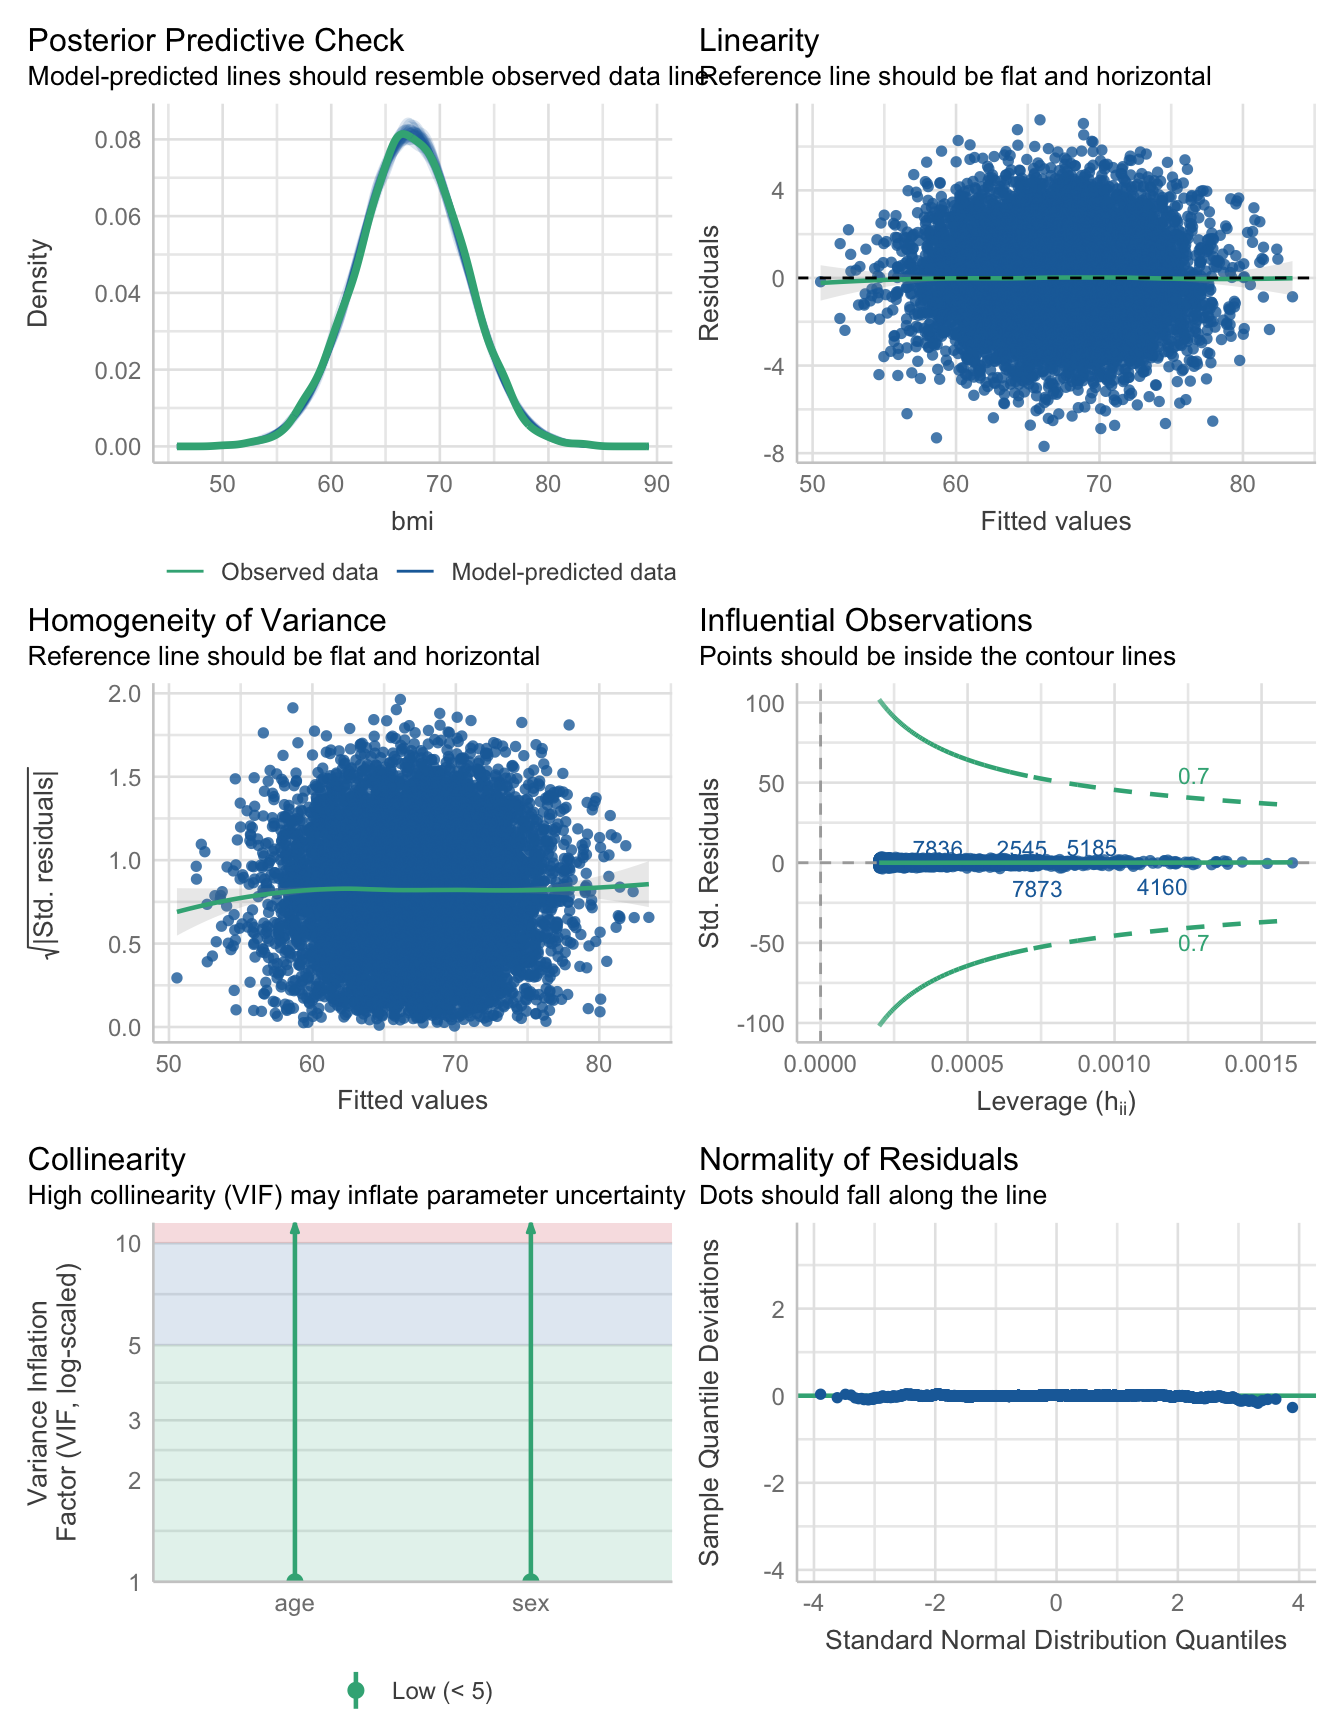 Posterior Predictive Check
Model-predicted lines should resemble observed data line
0.08
0.06
0.04
0.02
0.00
Density
50 60 70 80 90
bmi
Observed data Model-predicted data
Linearity
Reference line should be flat and horizontal
4
0
-4
-8
Residuals
50 60 70 80
Fitted values
Homogeneity of Variance
Reference line should be flat and horizontal
2.0
1.5
1.0
0.5
0.0
√|Std. residuals|
50 60 70 80
Fitted values
Influential Observations
Points should be inside the contour lines
100
50
0
-50
-100
Std. Residuals
0.7
7836 2545 5185
7873 4160
0.7
0.0000 0.0005 0.0010 0.0015
Leverage (hii)
Collinearity
High collinearity (VIF) may inflate parameter uncertainty
10
5
3
2
1
Variance Inflation
Factor (VIF, log-scaled)
age sex
Low (< 5)
Normality of Residuals
Dots should fall along the line
2
0
-2
-4
Sample Quantile Deviations
-4 -2 0 2 4
Standard Normal Distribution Quantiles